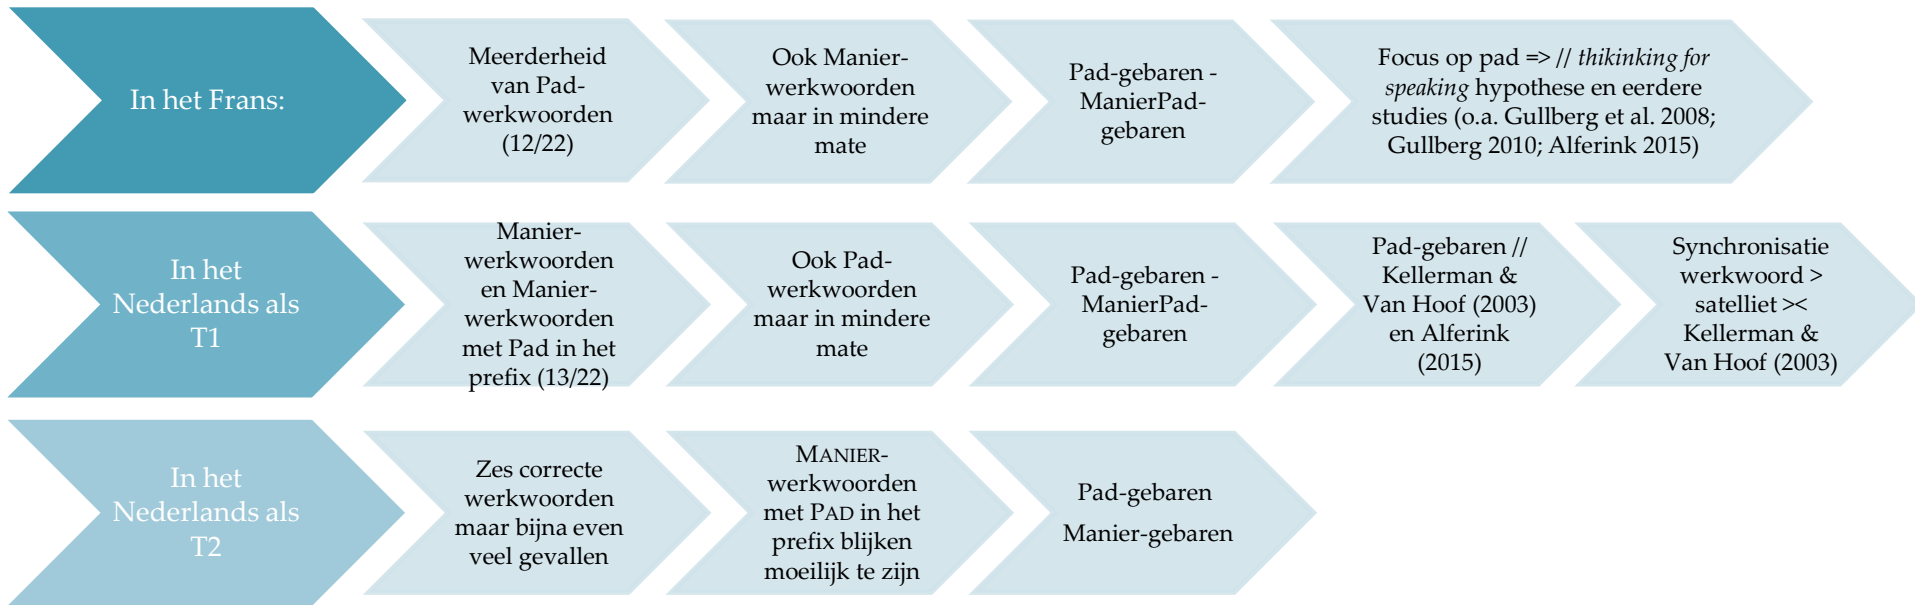 In het Frans:
Meerderheid
van Pad-
werkwoorden
(12/22)
Ook Manier-
werkwoorden
maar in mindere
mate
Pad-gebaren -
ManierPad-
gebaren
Focus op pad => // thikinking for
speaking hypothese en eerdere
studies (o.a. Gullberg et al. 2008;
Gullberg 2010; Alferink 2015)
In het
Nederlands als
T1
Manier-
werkwoorden
en Manier-
werkwoorden
met Pad in het
prefix (13/22)
Ook Pad-
werkwoorden
maar in mindere
mate
Pad-gebaren -
ManierPad-
gebaren
Pad-gebaren //
Kellerman &
Van Hoof (2003)
en Alferink
(2015)
Synchronisatie
werkwoord >
satelliet ><
Kellerman &
Van Hoof (2003)
In het
Nederlands als
T2
Zes correcte
werkwoorden
maar bijna even
veel gevallen
MANIER-
werkwoorden
met PAD in het
prefix blijken
moeilijk te zijn
Pad-gebaren
Manier-gebaren